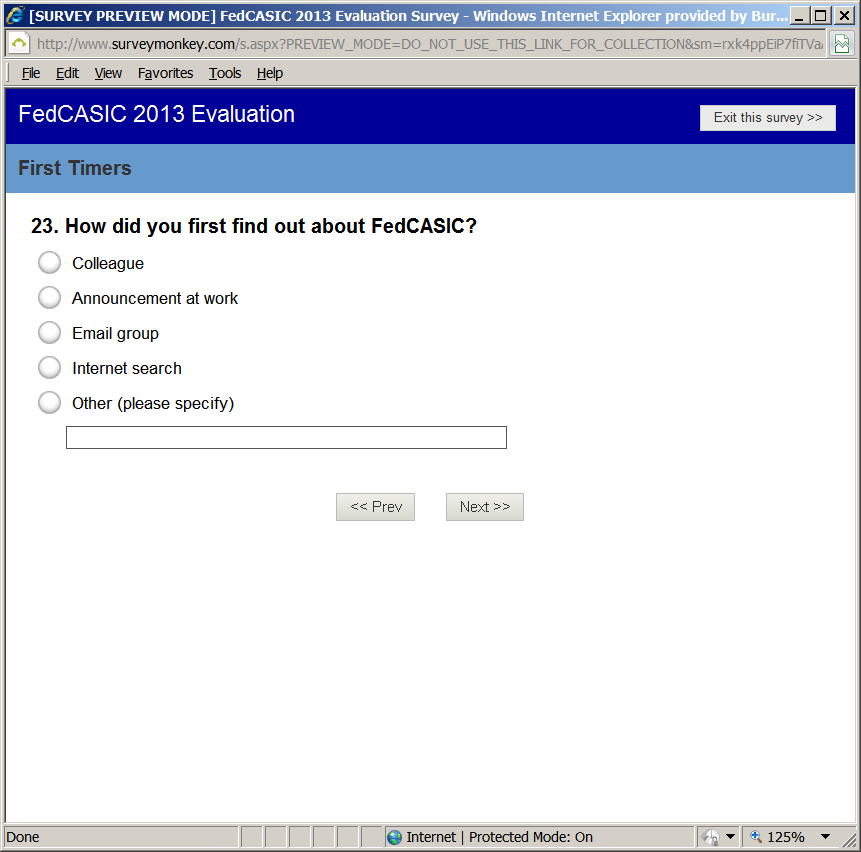 [SURVEY PREVIEW MODE] FedCASIC 2013 Evaluation Survey - Windows Internet Explorer provided by Bur...
http://www.surveymonkey.com/s.aspx?PREVIEW_MODE=DO_NOT_USE_THIS_LINK_FOR_COLLECTION&sm=rxk4ppEiP7fiTVa
File Edit View Favorites Tools Help
FedCASIC 2013 Evaluation
Exit this survey >>
First Timers
23. How did you first find out about FedCASIC?
Colleague
Announcement at work
Email group
Internet search
Other (please specify)
<< Prev Next >>
Done Internet | Protected Mode: On 125%